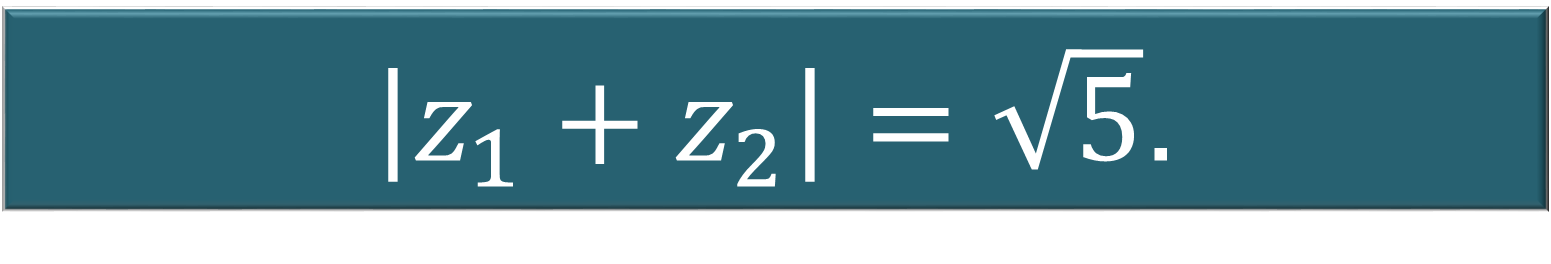 |z₁ + z₂| = √5.